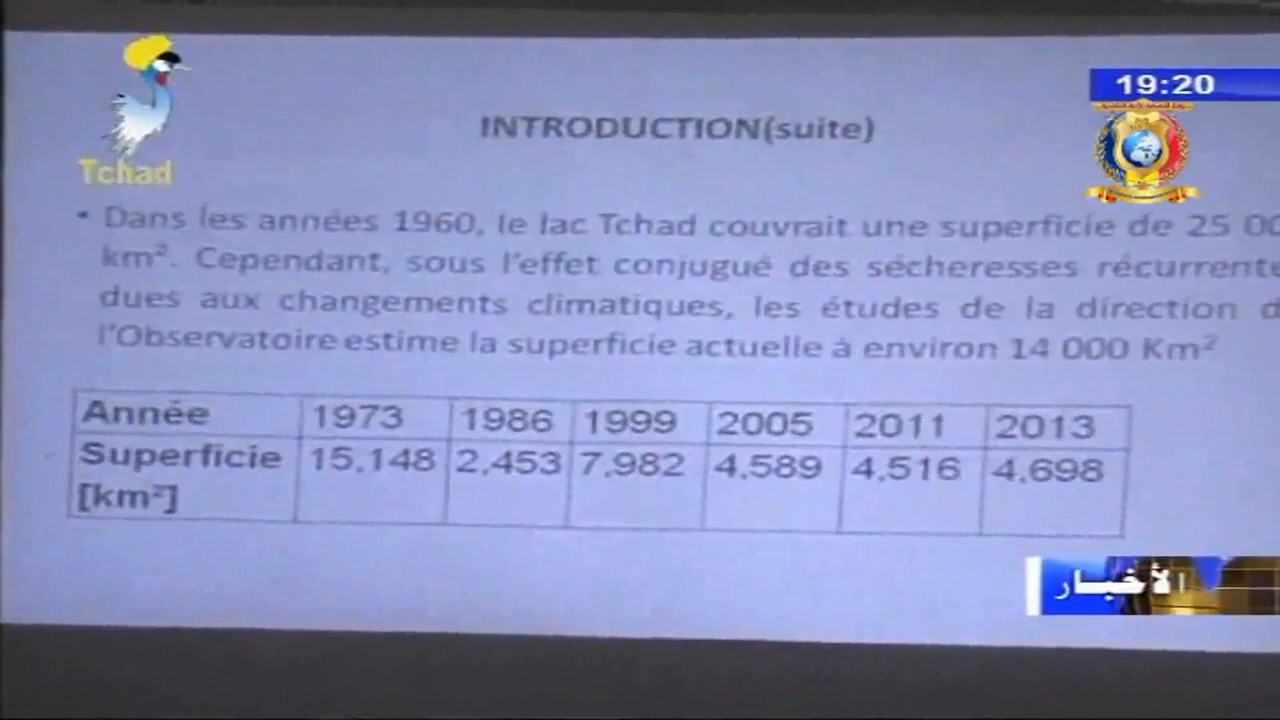 Tchad
19:20
INTRODUCTION(suite)
• Dans les années 1960, le lac Tchad couvrait une superficie de 25 00
km². Cependant, sous l'effet conjugué des sécheresses récurrente
dues aux changements climatiques, les études de la direction d
l'Observatoire estime la superficie actuelle à environ 14 000 Km²
Année 1973 1986 1999 2005 2011 2013
Superficie 15,148 2,453 7,982 4,589 4,516 4,698
[km²]
الأخبار